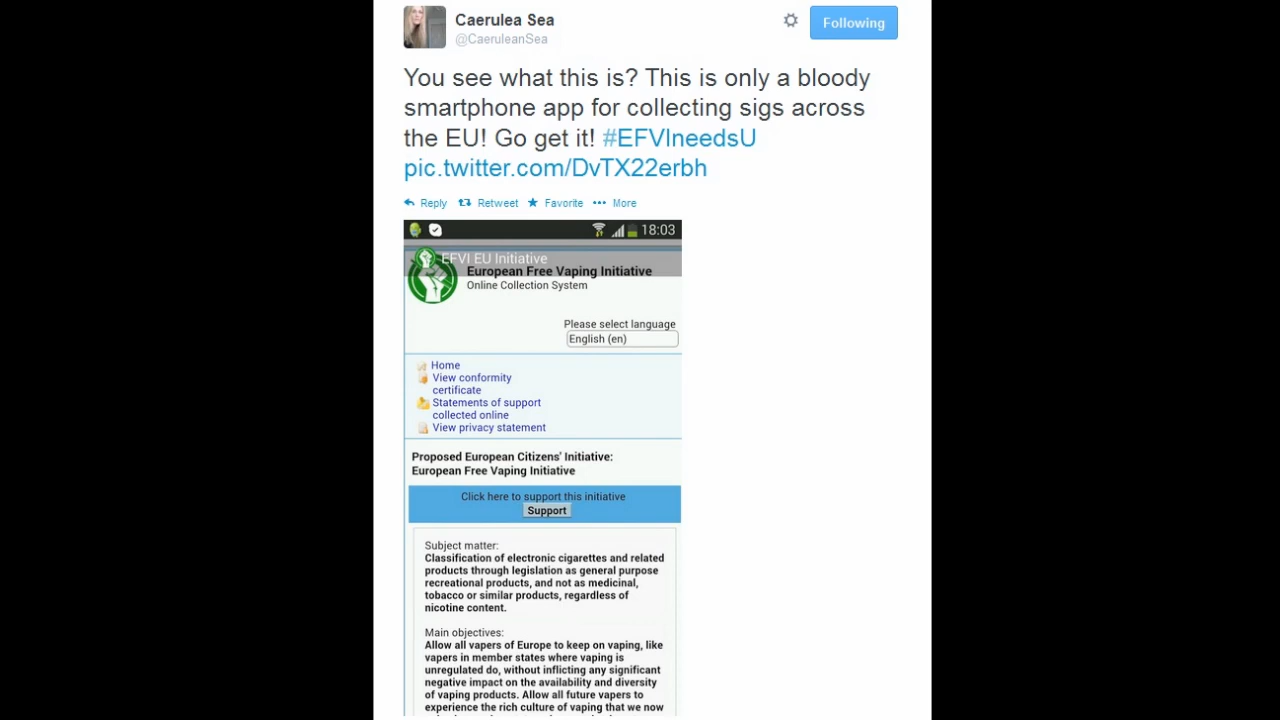 Caerulea Sea
@CaeruleanSea
Following
You see what this is? This is only a bloody
smartphone app for collecting sigs across
the EU! Go get it! #EFVIneedsU
pic.twitter.com/DvTX22erbh
Reply Retweet Favorite More
18:03
EFVI EU Initiative
European Free Vaping Initiative
Online Collection System
Please select language
English (en)
Home
View conformity
certificate
Statements of support
collected online
View privacy statement
Proposed European Citizens' Initiative:
European Free Vaping Initiative
Click here to support this initiative
Support
Subject matter:
Classification of electronic cigarettes and related
products through legislation as general purpose
recreational products, and not as medicinal,
tobacco or similar products, regardless of
nicotine content.
Main objectives:
Allow all vapers of Europe to keep on vaping, like
vapers in member states where vaping is
unregulated do, without inflicting any significant
negative impact on the availability and diversity
of vaping products. Allow all future vapers to
experience the rich culture of vaping that we now